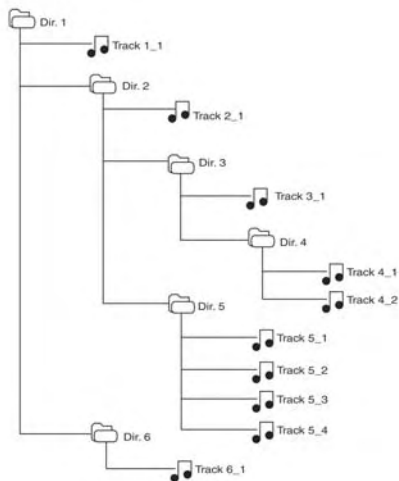 Dir. 1
Track 1_1
Dir. 2
Track 2_1
Dir. 3
Track 3_1
Dir. 4
Track 4_1
Track 4_2
Dir. 5
Track 5_1
Track 5_2
Track 5_3
Track 5_4
Dir. 6
Track 6_1